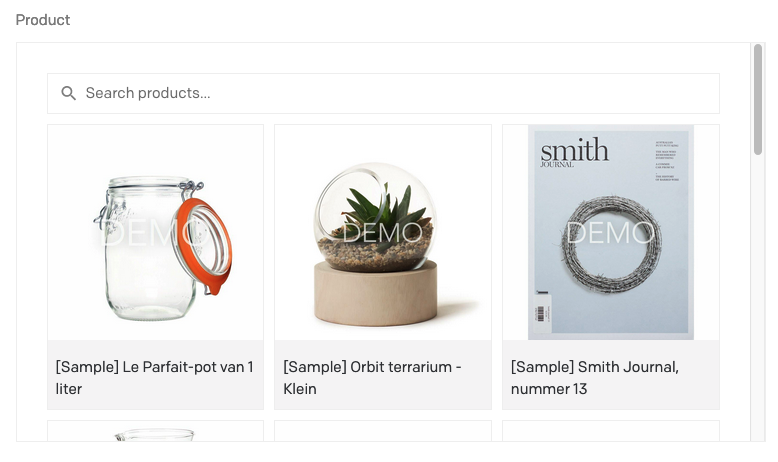 Product
Search products...
DEMO
DEMO
smith
JOURNAL
DEMO
[Sample] Le Parfait-pot van 1
liter
[Sample] Orbit terrarium -
Klein
[Sample] Smith Journal,
nummer 13